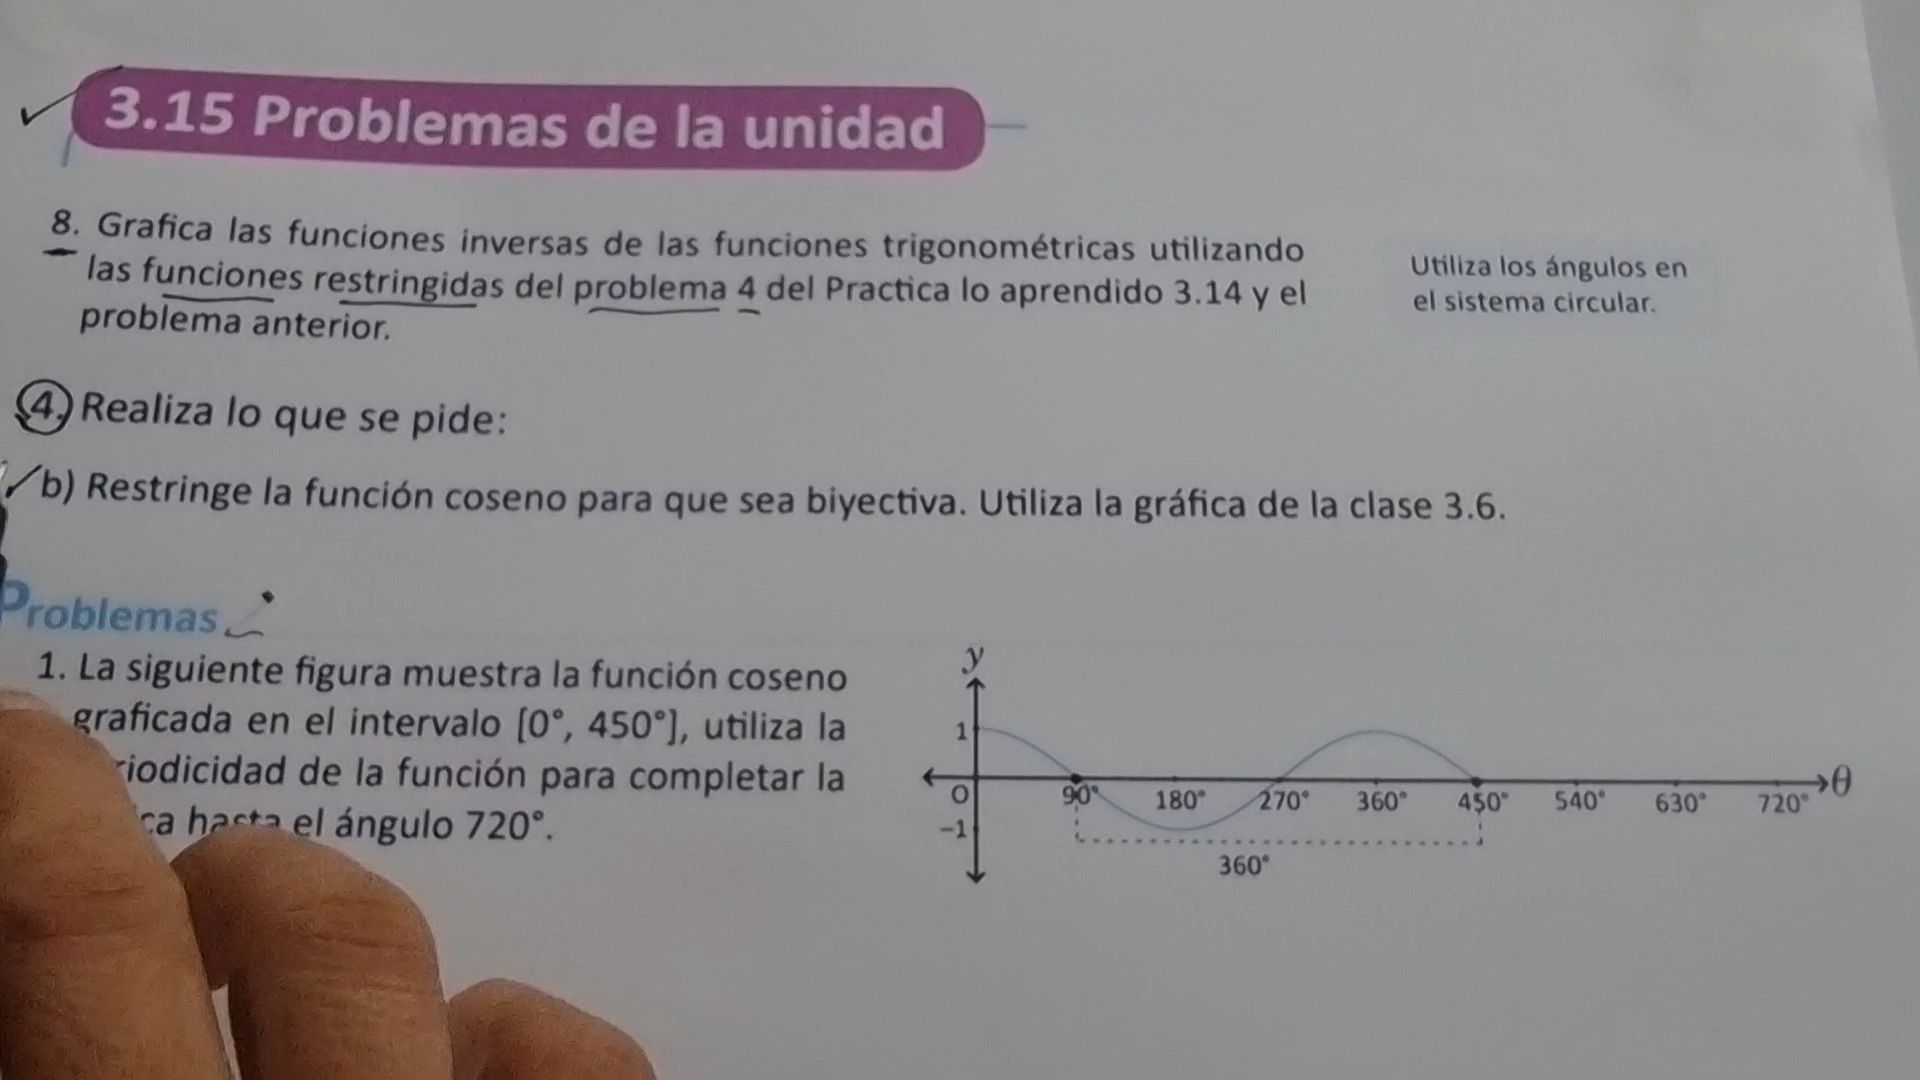 3.15 Problemas de la unidad
8. Grafica las funciones inversas de las funciones trigonométricas utilizando
las funciones restringidas del problema 4 del Practica lo aprendido 3.14 y el
problema anterior.
Utiliza los ángulos en
el sistema circular.
4. Realiza lo que se pide:
b) Restringe la función coseno para que sea biyectiva. Utiliza la gráfica de la clase 3.6.
Problemas
1. La siguiente figura muestra la función coseno
graficada en el intervalo [0°, 450°], utiliza la
riodicidad de la función para completar la
ca hasta el ángulo 720°.
y
1
O 90° 180° 270° 360° 450° 540° 630° 720° θ
−1
360°